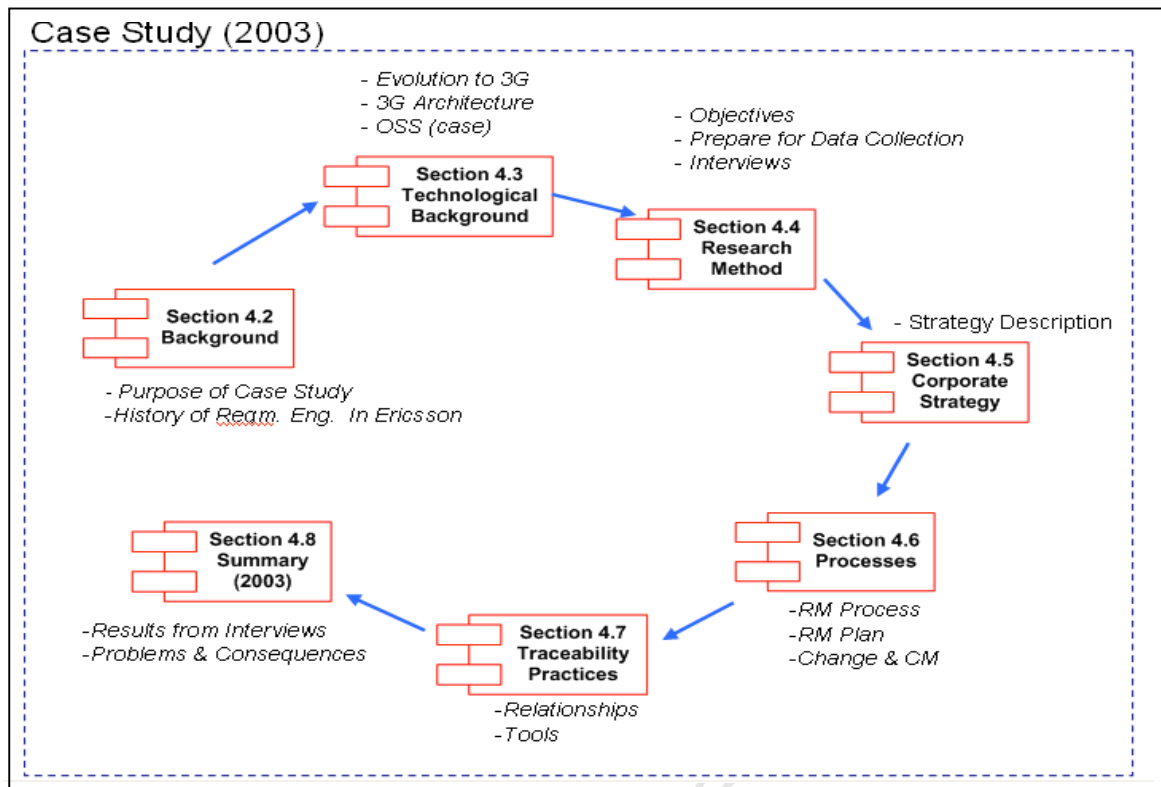 Case Study (2003)
- Evolution to 3G
- 3G Architecture
- OSS (case)
Section 4.3
Technological
Background
- Objectives
- Prepare for Data Collection
- Interviews
Section 4.4
Research
Method
Section 4.2
Background
- Purpose of Case Study
-History of Reqm. Eng. In Ericsson
- Strategy Description
Section 4.5
Corporate
Strategy
Section 4.6
Processes
-RM Process
-RM Plan
-Change & CM
Section 4.7
Traceability
Practices
-Relationships
-Tools
Section 4.8
Summary
(2003)
-Results from Interviews
-Problems & Consequences